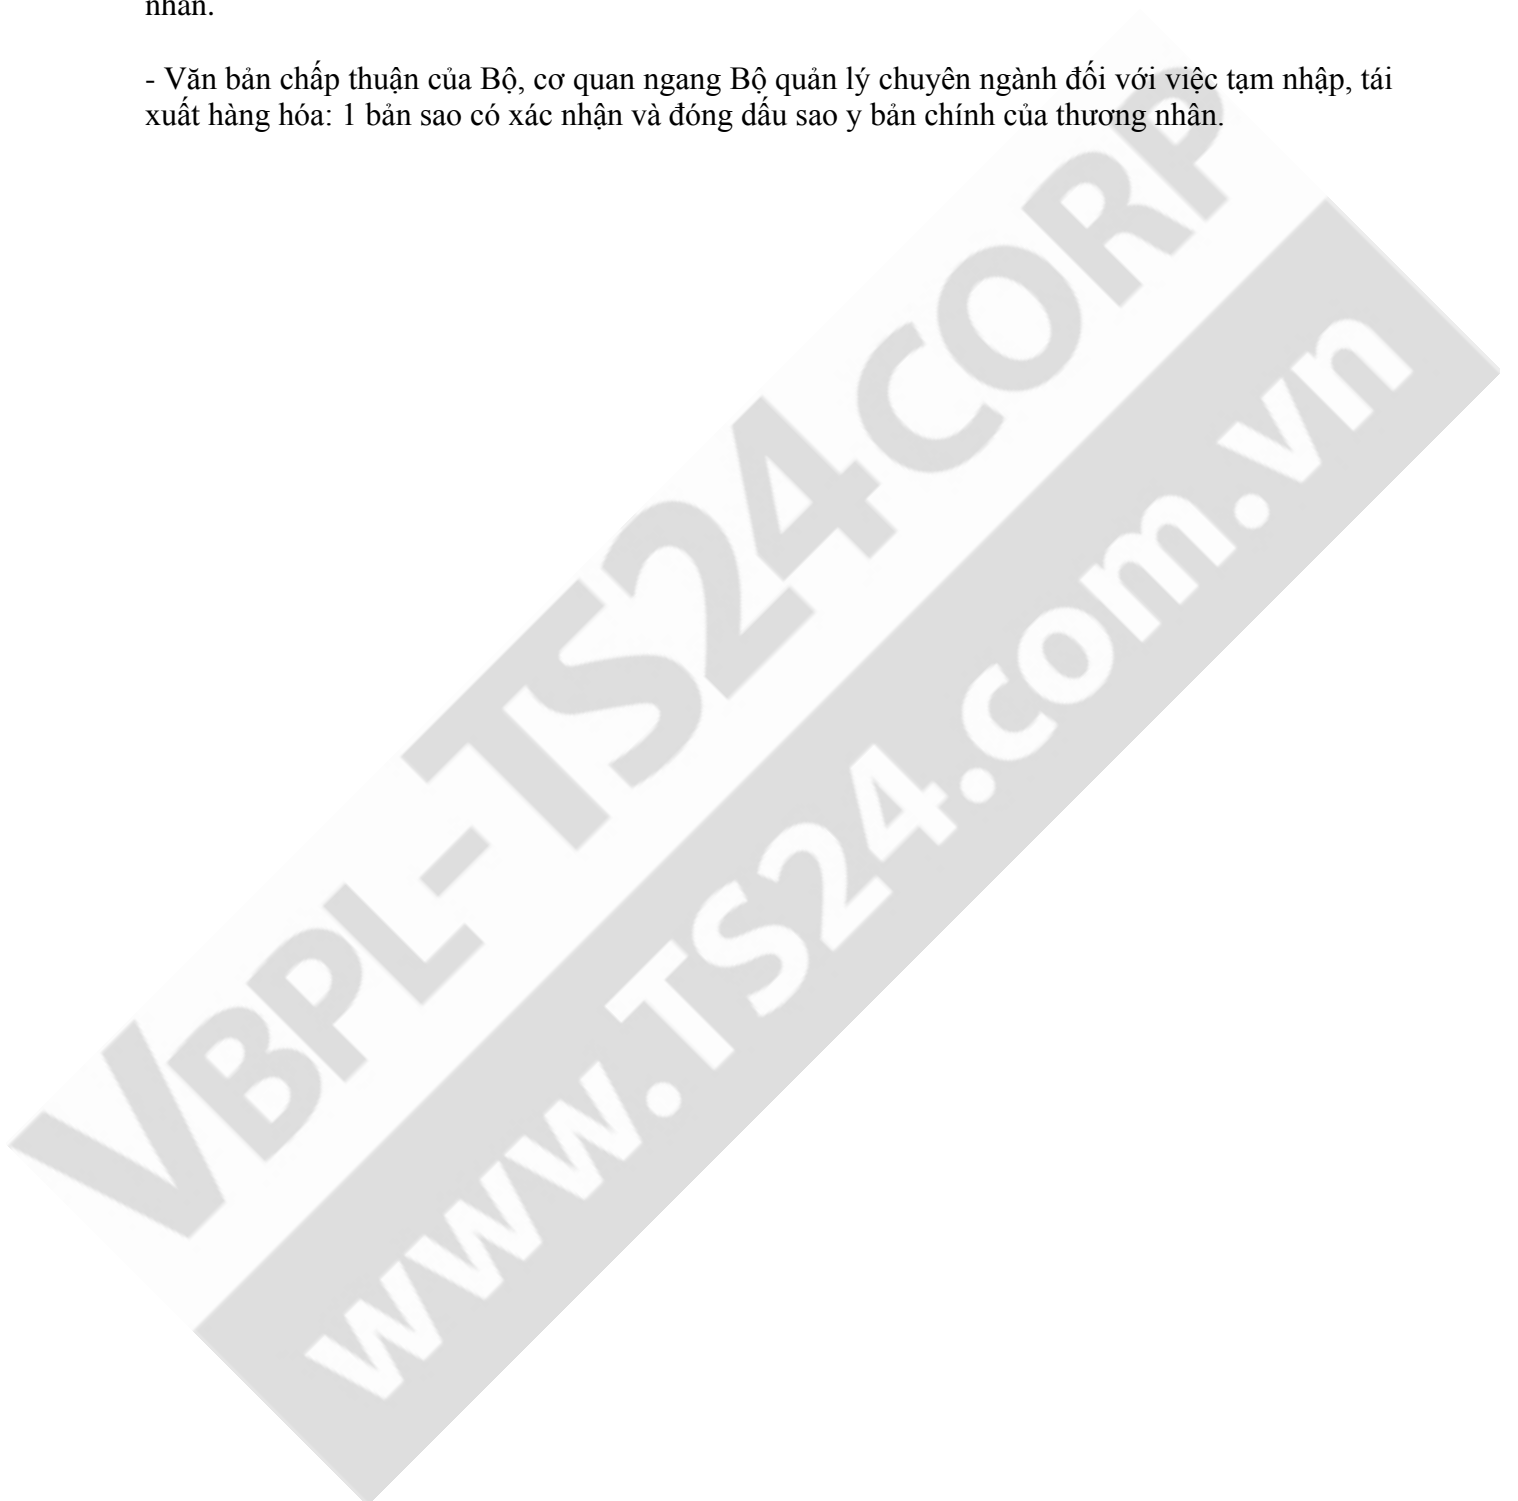 nhân.
- Văn bản chấp thuận của Bộ, cơ quan ngang Bộ quản lý chuyên ngành đối với việc tạm nhập, tái
xuất hàng hóa: 1 bản sao có xác nhận và đóng dấu sao y bản chính của thương nhân.
VBPL-TS24CORP
www.TS24.com.vn